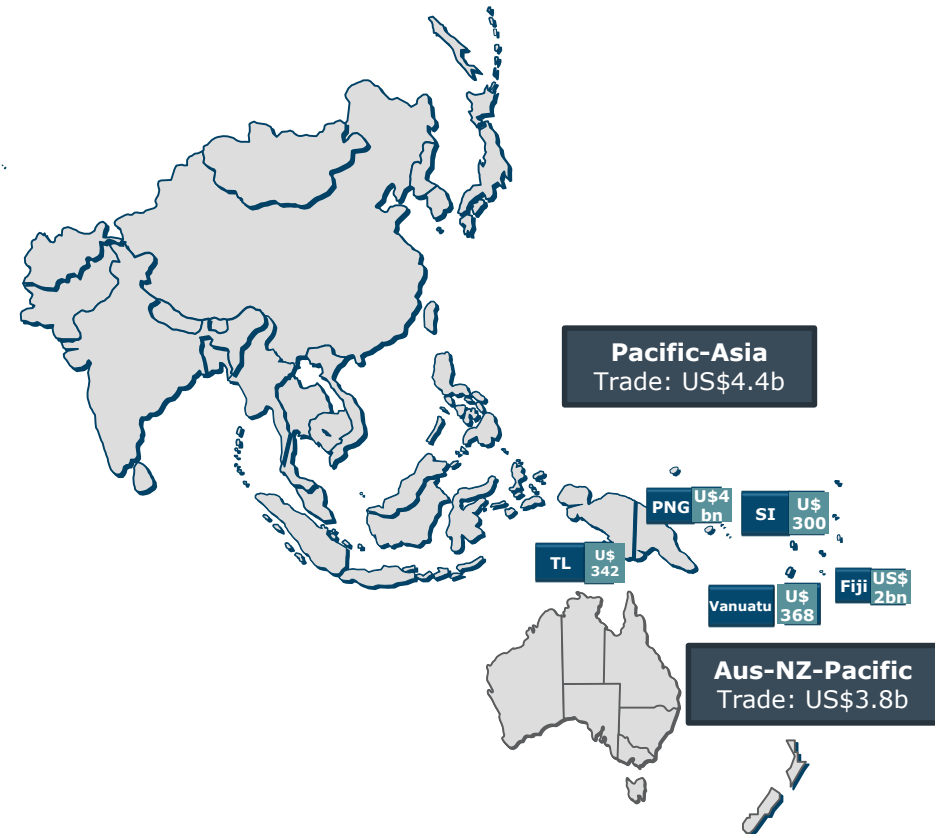 Pacific-Asia
Trade: US$4.4b
PNG
U$4
bn
SI
U$
300
TL
U$
342
Fiji
US$
2bn
Vanuatu
U$
368
Aus-NZ-Pacific
Trade: US$3.8b